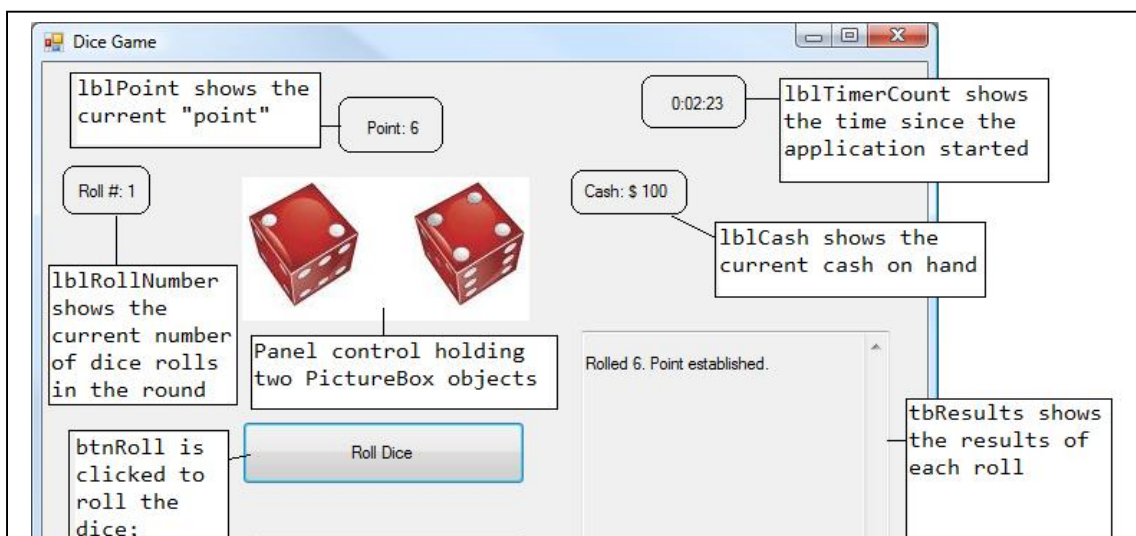 Dice Game
lblPoint shows the
current "point"
Point: 6
0:02:23
lblTimerCount shows
the time since the
application started
Roll #: 1
Cash: $ 100
lblCash shows the
current cash on hand
lblRollNumber
shows the
current number
of dice rolls
in the round
Panel control holding
two PictureBox objects
Rolled 6. Point established.
tbResults shows
the results of
each roll
btnRoll is
clicked to
roll the
dice;
Roll Dice